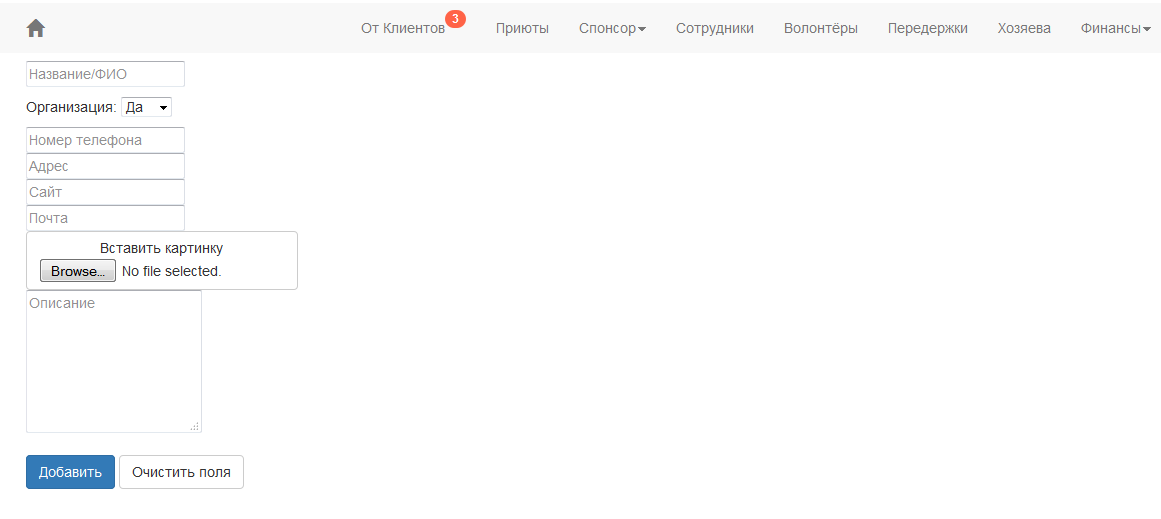 От Клиентов 3 Приюты Спонсор Сотрудники Волонтёры Передержки Хозяева Финансы
Название/ФИО
Организация: Да
Номер телефона
Адрес
Сайт
Почта
Вставить картинку
Browse... No file selected.
Описание
Добавить Очистить поля